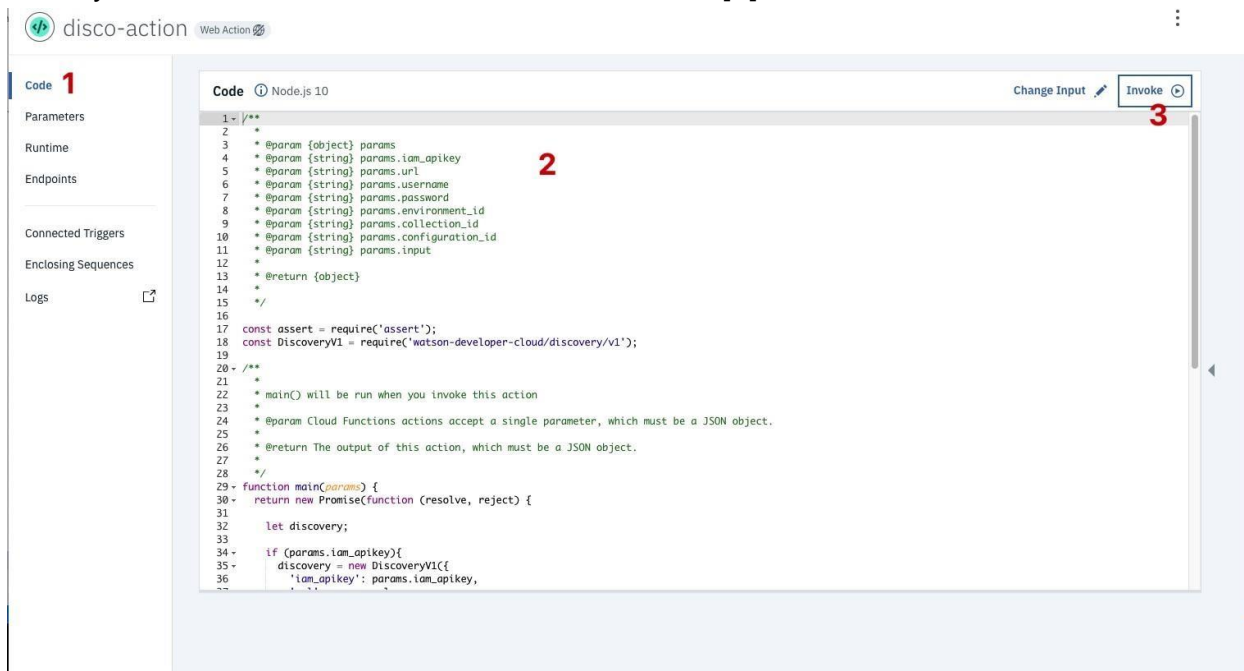 disco-action Web Action
Code 1
Parameters
Runtime
Endpoints
Connected Triggers
Enclosing Sequences
Logs
Code Node.js 10
Change Input
Invoke
3
2
1 /**
2 *
3 * @param {object} params
4 * @param {string} params.iam_apikey
5 * @param {string} params.url
6 * @param {string} params.username
7 * @param {string} params.password
8 * @param {string} params.environment_id
9 * @param {string} params.collection_id
10 * @param {string} params.configuration_id
11 * @param {string} params.input
12 *
13 * @return {object}
14 *
15 */
16
17 const assert = require('assert');
18 const DiscoveryV1 = require('watson-developer-cloud/discovery/v1');
19
20 /**
21 *
22 * main() will be run when you invoke this action
23 *
24 * @param Cloud Functions actions accept a single parameter, which must be a JSON object.
25 *
26 * @return The output of this action, which must be a JSON object.
27 *
28 */
29 function main(params) {
30 return new Promise(function (resolve, reject) {
31
32 let discovery;
33
34 if (params.iam_apikey){
35 discovery = new DiscoveryV1({
36 'iam_apikey': params.iam_apikey,